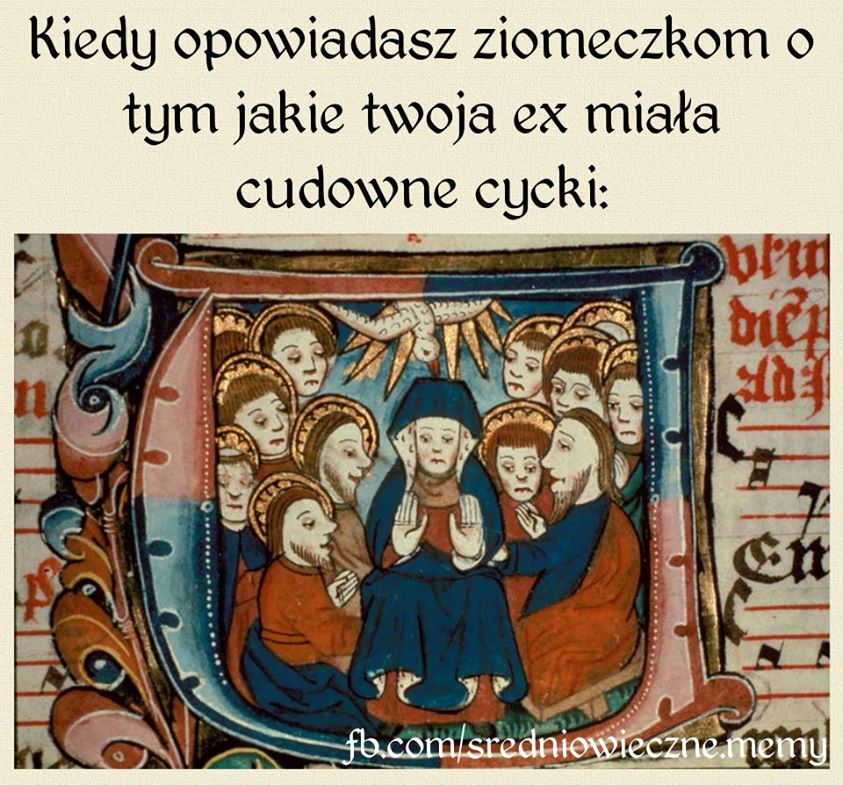 Kiedy opowiadasz ziomeczkom o
tym jakie twoja ex miała
cudowne cycki:
fb.com/sredniowieczne.memy